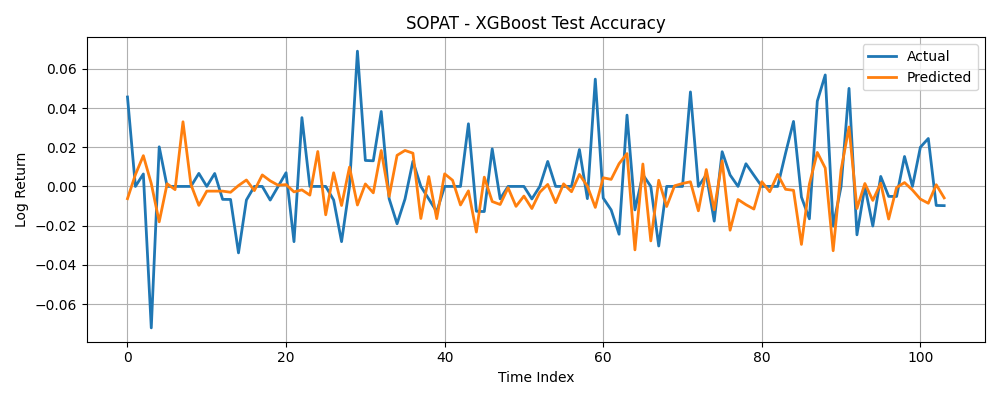 SOPAT - XGBoost Test Accuracy
Actual
Predicted
Log Return
0.06
0.04
0.02
0.00
−0.02
−0.04
−0.06
0 20 40 60 80 100
Time Index